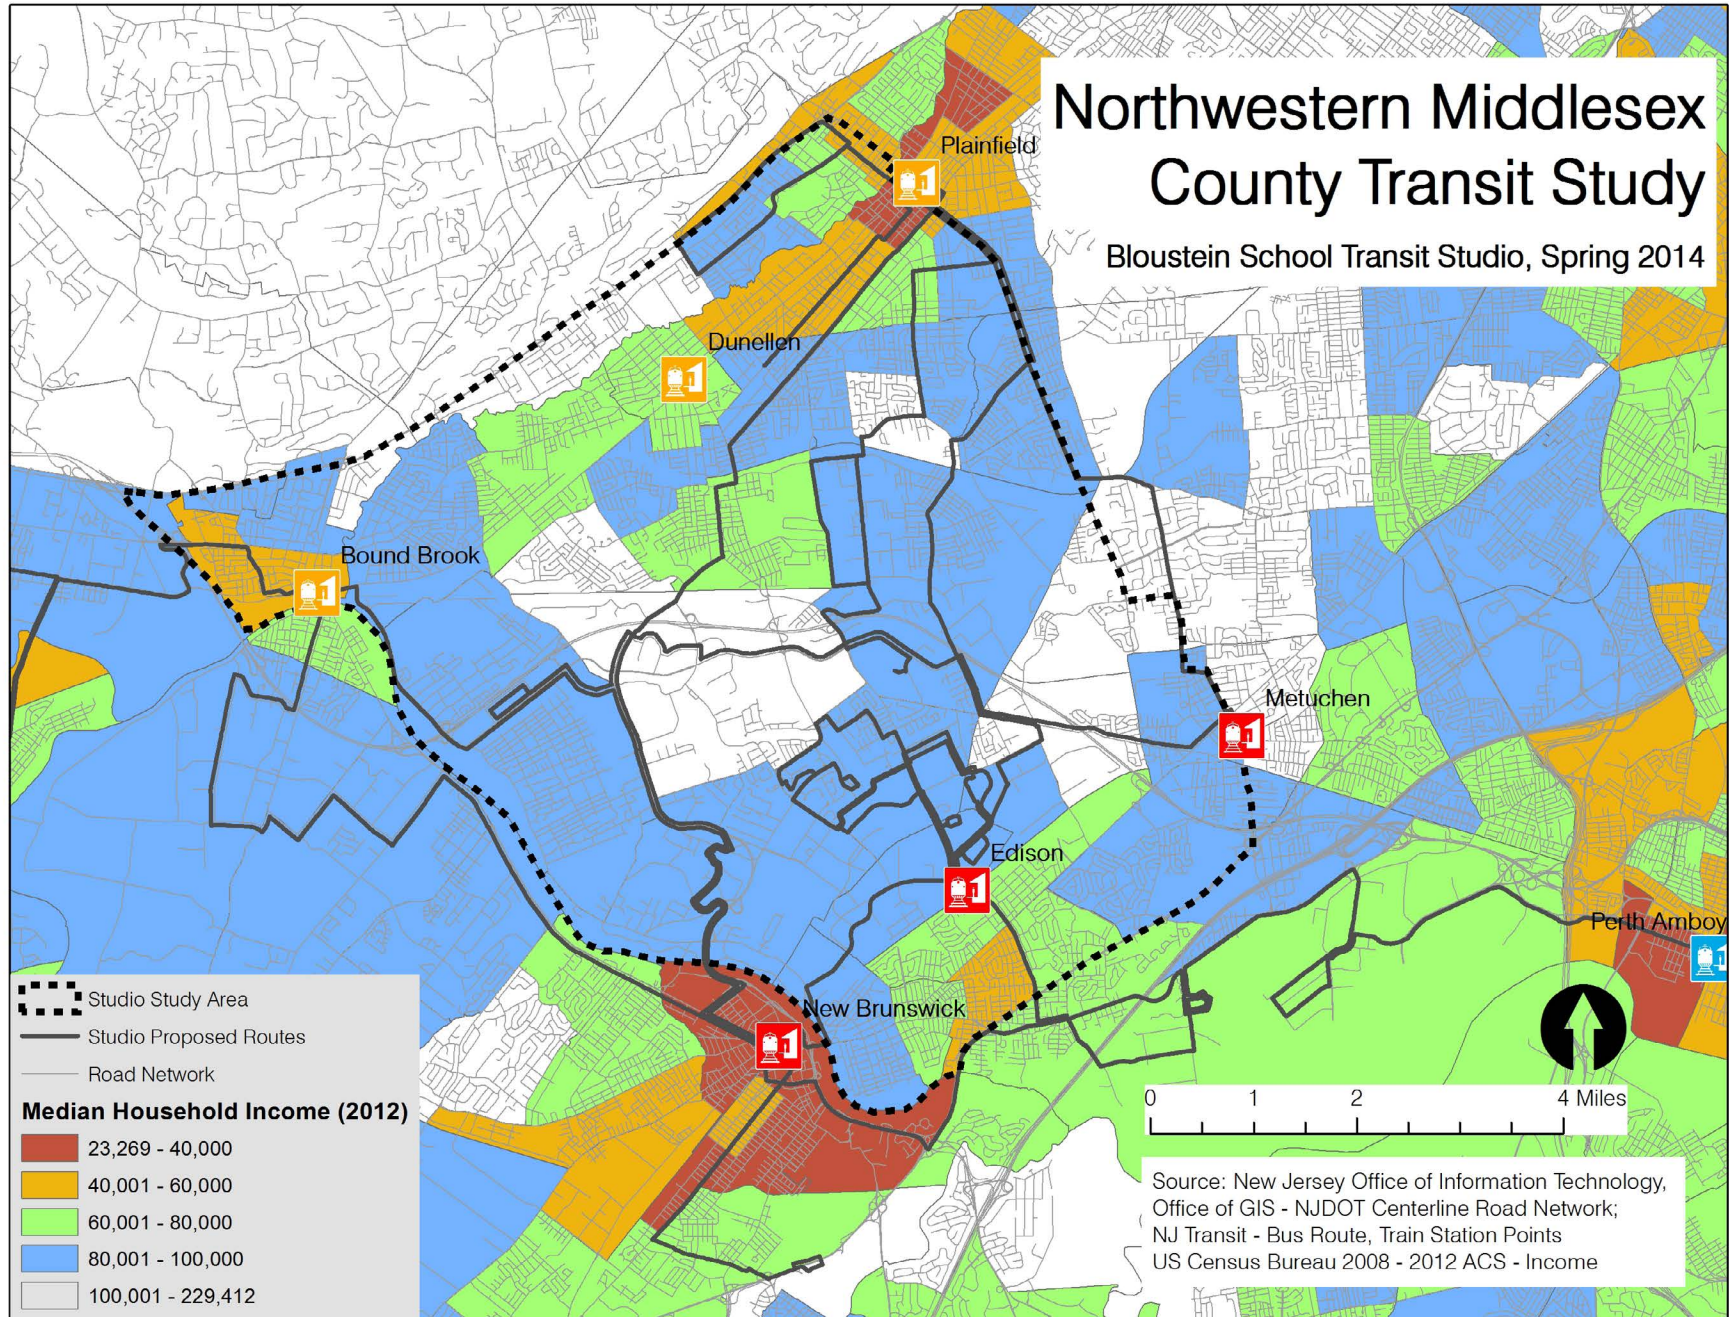 Northwestern Middlesex
County Transit Study
Bloustein School Transit Studio, Spring 2014
Plainfield
Dunellen
Bound Brook
Metuchen
Edison
Perth Amboy
New Brunswick
Studio Study Area
Studio Proposed Routes
Road Network
Median Household Income (2012)
23,269 - 40,000
40,001 - 60,000
60,001 - 80,000
80,001 - 100,000
100,001 - 229,412
0 1 2 4 Miles
Source: New Jersey Office of Information Technology,
Office of GIS - NJDOT Centerline Road Network;
NJ Transit - Bus Route, Train Station Points
US Census Bureau 2008 - 2012 ACS - Income